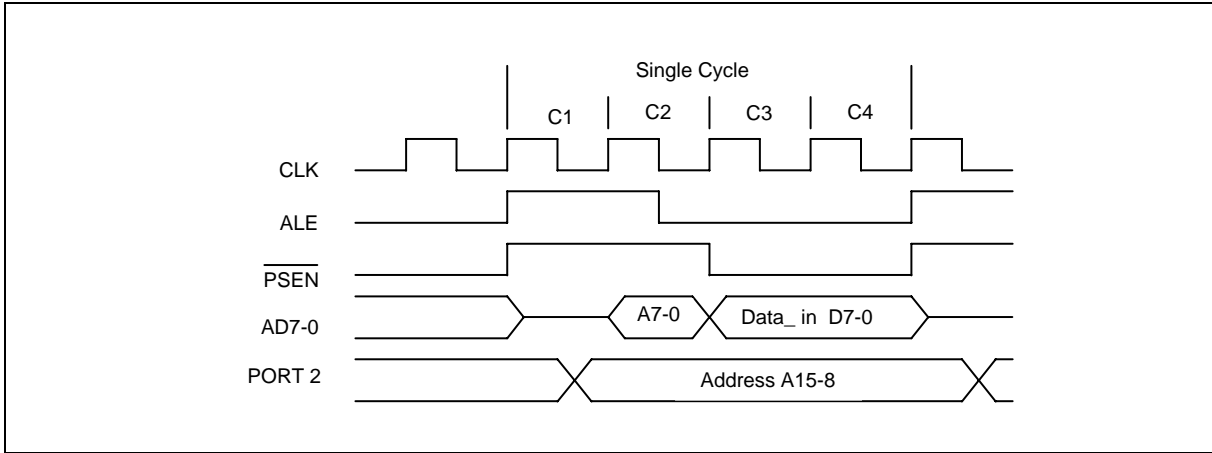 Single Cycle
C1 C2 C3 C4
CLK
ALE
PSEN
AD7-0 A7-0 Data_ in D7-0
PORT 2 Address A15-8